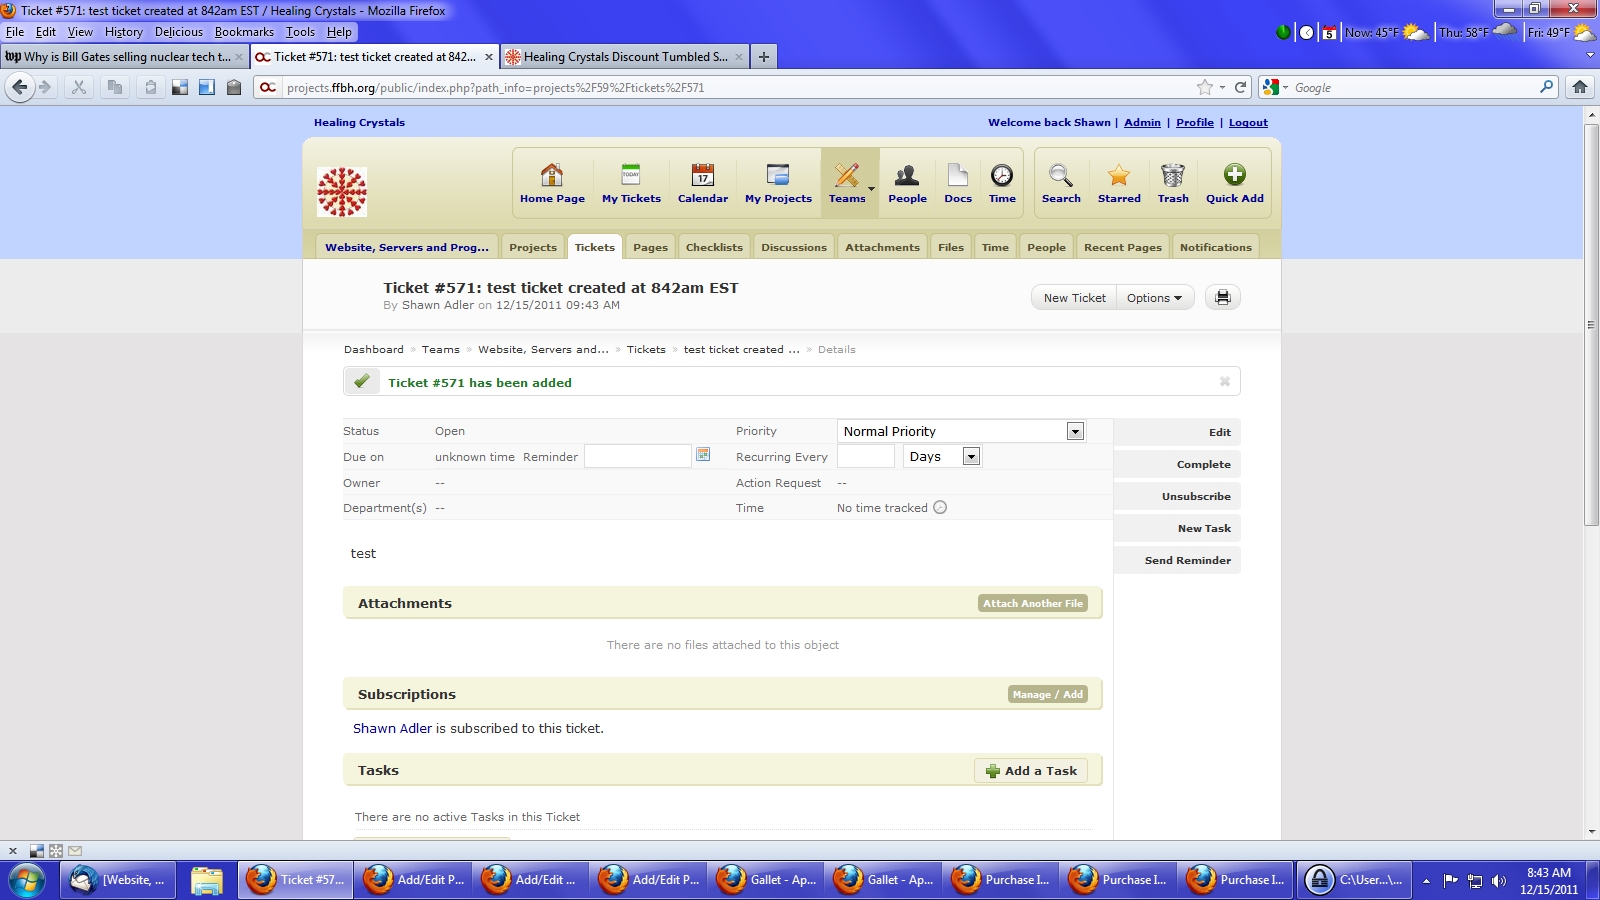 Ticket #571: test ticket created at 842am EST / Healing Crystals - Mozilla Firefox
File Edit View History Delicious Bookmarks Tools Help
5 Now: 45°F Thu: 58°F Fri: 49°F
wp Why is Bill Gates selling nuclear tech t...
OC Ticket #571: test ticket created at 842...
Healing Crystals Discount Tumbled S...
OC projects.ffbh.org/public/index.php?path_info=projects%2F59%2Ftickets%2F571
Google
Healing Crystals
Welcome back Shawn | Admin | Profile | Logout
TODAY 17
Home Page My Tickets Calendar My Projects Teams People Docs Time Search Starred Trash Quick Add
Website, Servers and Prog... Projects Tickets Pages Checklists Discussions Attachments Files Time People Recent Pages Notifications
Ticket #571: test ticket created at 842am EST
By Shawn Adler on 12/15/2011 09:43 AM
New Ticket Options
Dashboard » Teams » Website, Servers and... » Tickets » test ticket created ... » Details
Ticket #571 has been added
Status Open Priority Normal Priority
Due on unknown time Reminder Recurring Every Days
Owner -- Action Request --
Department(s) -- Time No time tracked
Edit
Complete
Unsubscribe
New Task
Send Reminder
test
Attachments Attach Another File
There are no files attached to this object
Subscriptions Manage / Add
Shawn Adler is subscribed to this ticket.
Tasks Add a Task
There are no active Tasks in this Ticket
[Website, ... Ticket #57... Add/Edit P... Add/Edit ... Add/Edit P... Gallet - Ap... Gallet - Ap... Purchase I... Purchase I... Purchase I... C:\User...\...
8:43 AM
12/15/2011